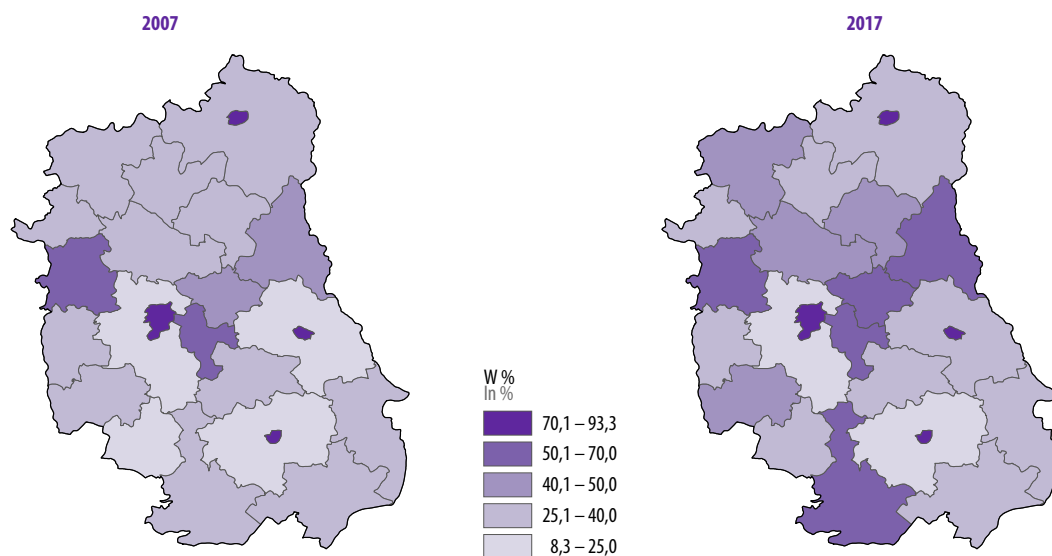 2007
2017
W %
In %
70,1 – 93,3
50,1 – 70,0
40,1 – 50,0
25,1 – 40,0
8,3 – 25,0